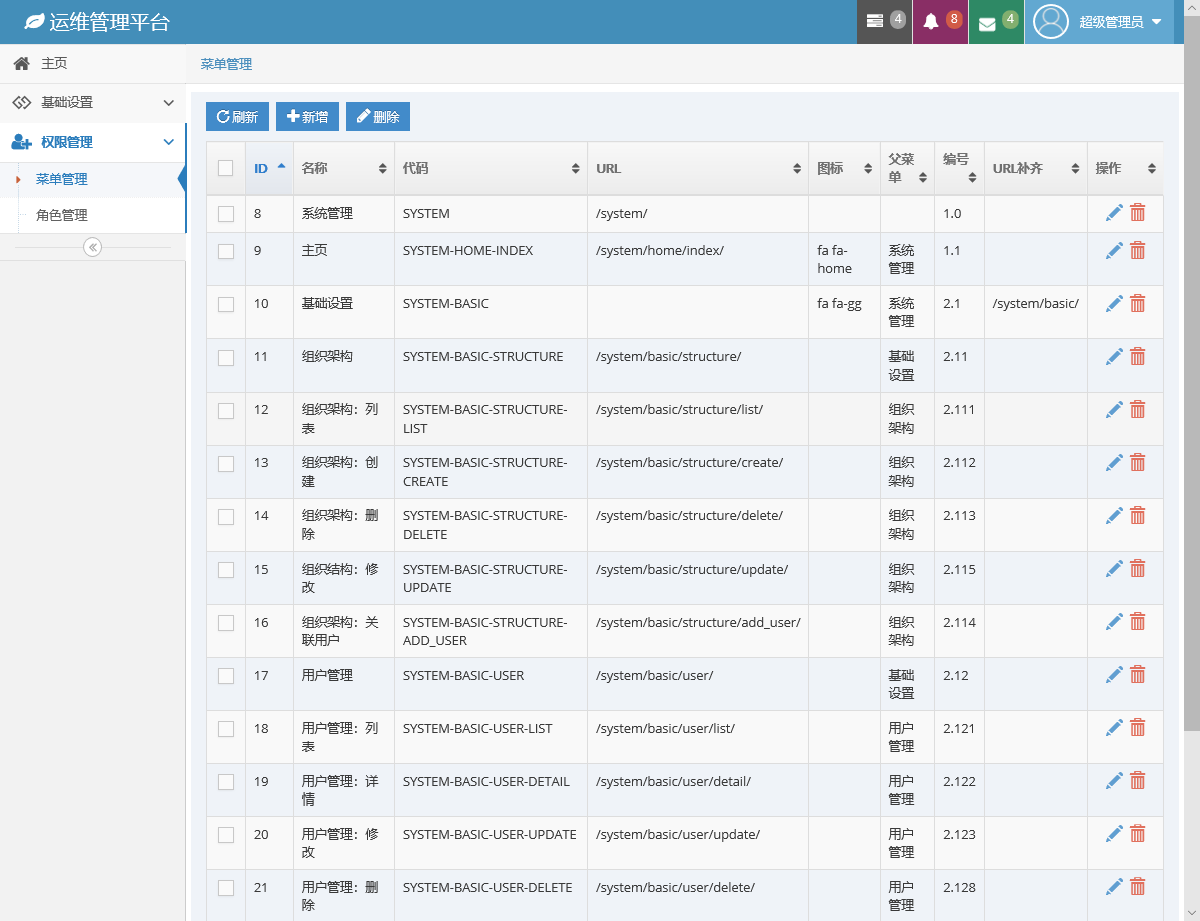 运维管理平台
4
8
4
超级管理员
主页
菜单管理
基础设置
权限管理
菜单管理
角色管理
刷新 新增 删除
ID 名称 代码 URL 图标 父菜单 编号 URL补齐 操作
8 系统管理 SYSTEM /system/ 1.0
9 主页 SYSTEM-HOME-INDEX /system/home/index/ fa fa- 系统 1.1
home 管理
10 基础设置 SYSTEM-BASIC fa fa-gg 系统 2.1 /system/basic/
管理
11 组织架构 SYSTEM-BASIC-STRUCTURE /system/basic/structure/ 基础 2.11
设置
12 组织架构：列 SYSTEM-BASIC-STRUCTURE- /system/basic/structure/list/ 组织 2.111
表 LIST 架构
13 组织架构：创 SYSTEM-BASIC-STRUCTURE- /system/basic/structure/create/ 组织 2.112
建 CREATE 架构
14 组织架构：删 SYSTEM-BASIC-STRUCTURE- /system/basic/structure/delete/ 组织 2.113
除 DELETE 架构
15 组织结构：修 SYSTEM-BASIC-STRUCTURE- /system/basic/structure/update/ 组织 2.115
改 UPDATE 架构
16 组织架构：关 SYSTEM-BASIC-STRUCTURE- /system/basic/structure/add_user/ 组织 2.114
联用户 ADD_USER 架构
17 用户管理 SYSTEM-BASIC-USER /system/basic/user/ 基础 2.12
设置
18 用户管理：列 SYSTEM-BASIC-USER-LIST /system/basic/user/list/ 用户 2.121
表 管理
19 用户管理：详 SYSTEM-BASIC-USER-DETAIL /system/basic/user/detail/ 用户 2.122
情 管理
20 用户管理：修 SYSTEM-BASIC-USER-UPDATE /system/basic/user/update/ 用户 2.123
改 管理
21 用户管理：删 SYSTEM-BASIC-USER-DELETE /system/basic/user/delete/ 用户 2.128
除 管理